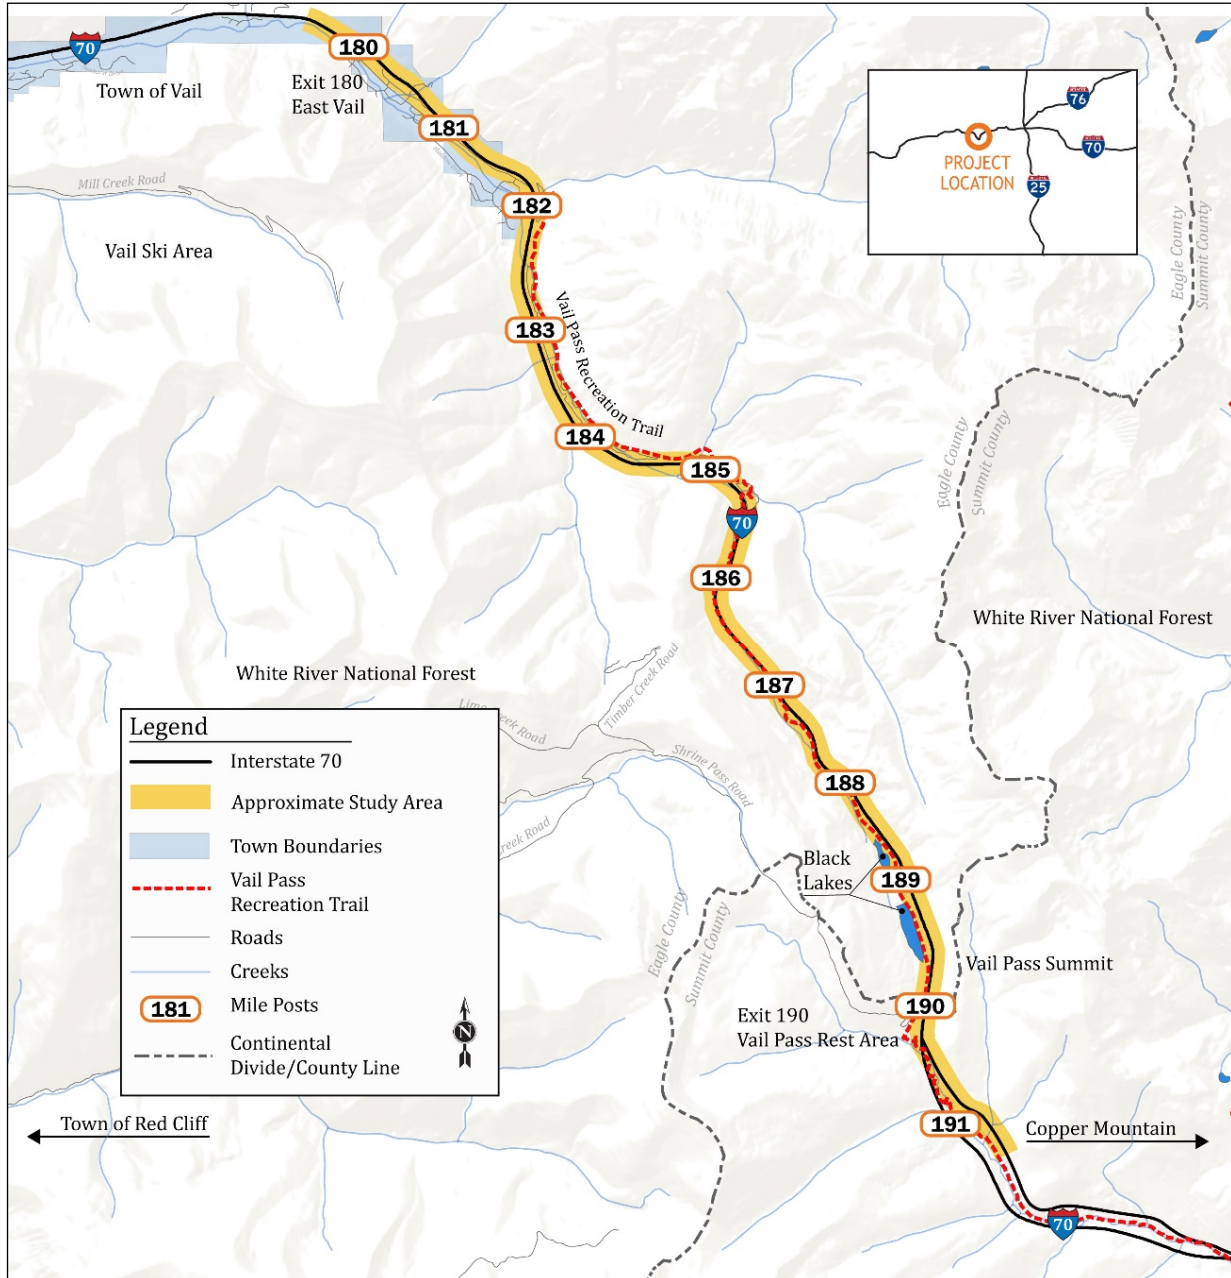 70
180
Town of Vail
Exit 180
East Vail
181
Mill Creek Road
182
Vail Ski Area
76
70
25
PROJECT
LOCATION
Eagle County
Summit County
183
Vail Pass Recreation Trail
184
185
70
Eagle County
Summit County
186
White River National Forest
White River National Forest
Timber Creek Road
187
Creek Road
Shrine Pass Road
188
Creek Road
Black
Lakes
189
Eagle County
Summit County
Vail Pass Summit
190
Exit 190
Vail Pass Rest Area
191
Legend
Interstate 70
Approximate Study Area
Town Boundaries
Vail Pass
Recreation Trail
Roads
Creeks
181
Mile Posts
N
Continental
Divide/County Line
Town of Red Cliff
Copper Mountain
70